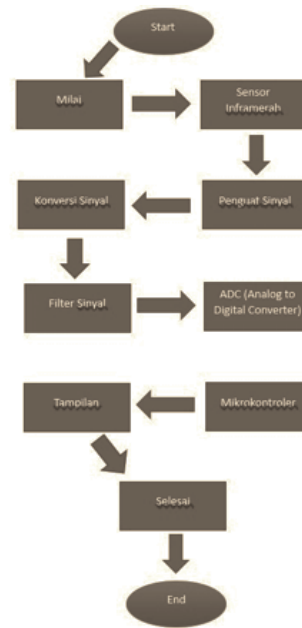 Start
Milai
Sensor
Inframerah
Konversi Sinyal
Penguat Sinyal
Filter Sinyal
ADC (Analog to
Digital Converter)
Tampilan
Mikrokontroler
Selesai
End